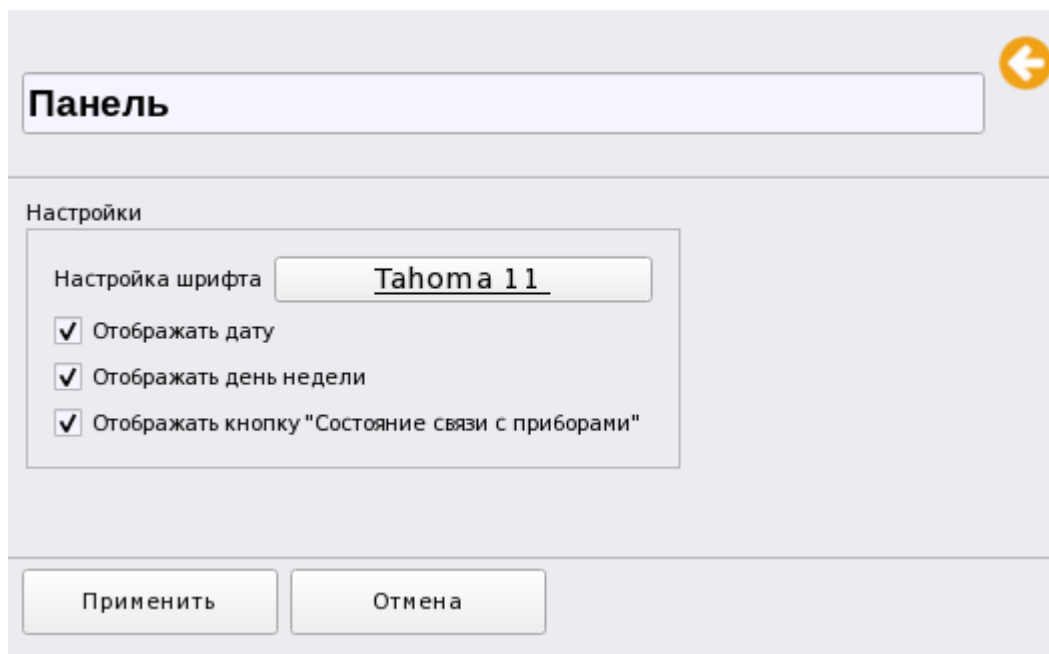 Панель
Настройки
Настройка шрифта Tahoma 11
Отображать дату
Отображать день недели
Отображать кнопку "Состояние связи с приборами"
Применить Отмена